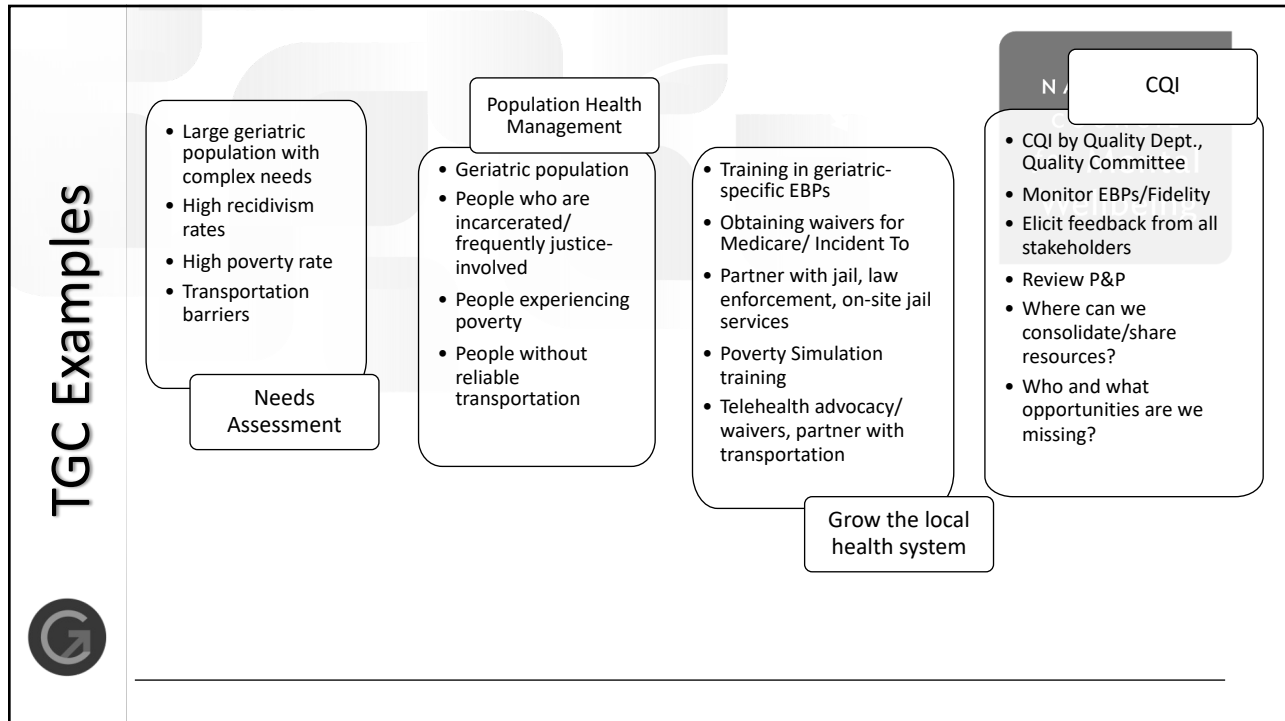 TGC Examples
• Large geriatric
population with
complex needs
• High recidivism
rates
• High poverty rate
• Transportation
barriers
Needs
Assessment
Population Health
Management
• Geriatric population
• People who are
incarcerated/
frequently justice-
involved
• People experiencing
poverty
• People without
reliable
transportation
• Training in geriatric-
specific EBPs
• Obtaining waivers for
Medicare/ Incident To
• Partner with jail, law
enforcement, on-site jail
services
• Poverty Simulation
training
• Telehealth advocacy/
waivers, partner with
transportation
Grow the local
health system
CQI
• CQI by Quality Dept.,
Quality Committee
• Monitor EBPs/Fidelity
• Elicit feedback from all
stakeholders
• Review P&P
• Where can we
consolidate/share
resources?
• Who and what
opportunities are we
missing?